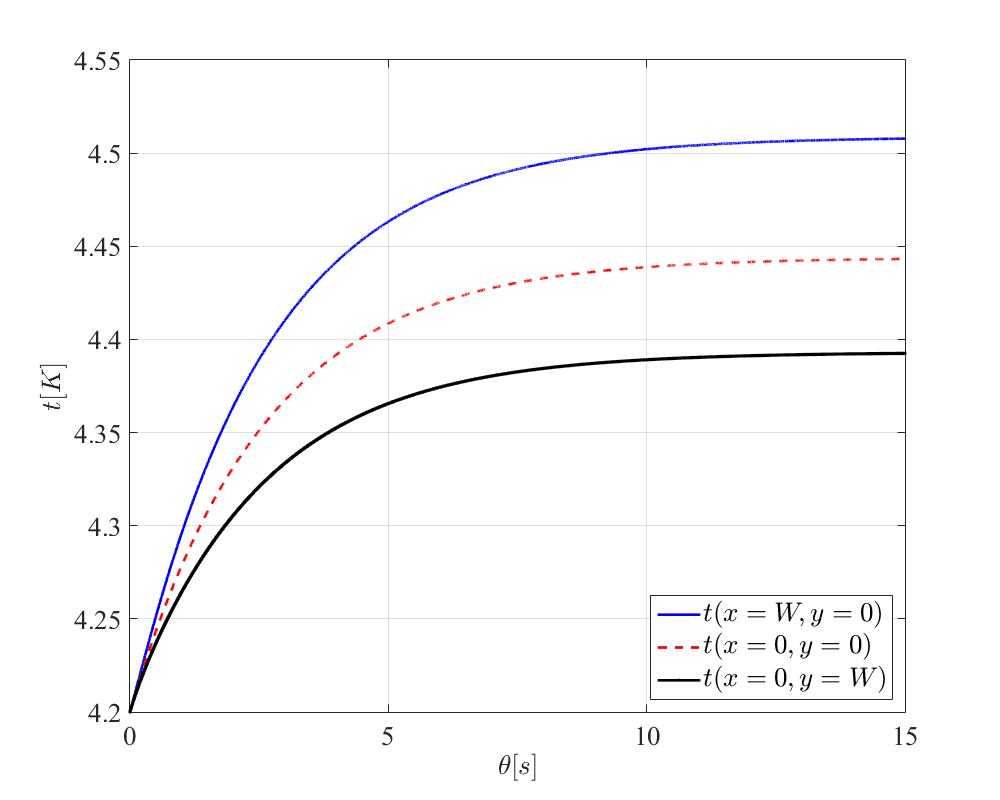 4.55
4.5
4.45
4.4
4.35
4.3
4.25
4.2
t[K]
0
5
10
15
θ[s]
t(x = W, y = 0)
t(x = 0, y = 0)
t(x = 0, y = W)